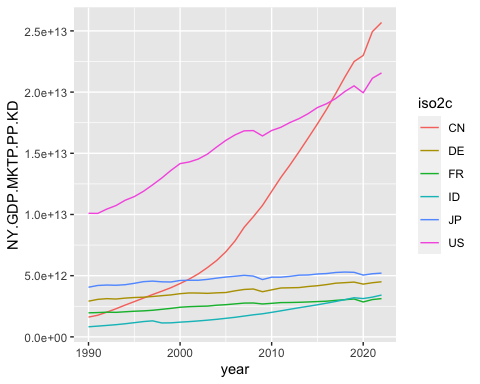 2.5e+13
2.0e+13
1.5e+13
1.0e+13
5.0e+12
0.0e+00
NY.GDP.MKTP.PP.KD
1990
2000
2010
2020
year
iso2c
CN
DE
FR
ID
JP
US